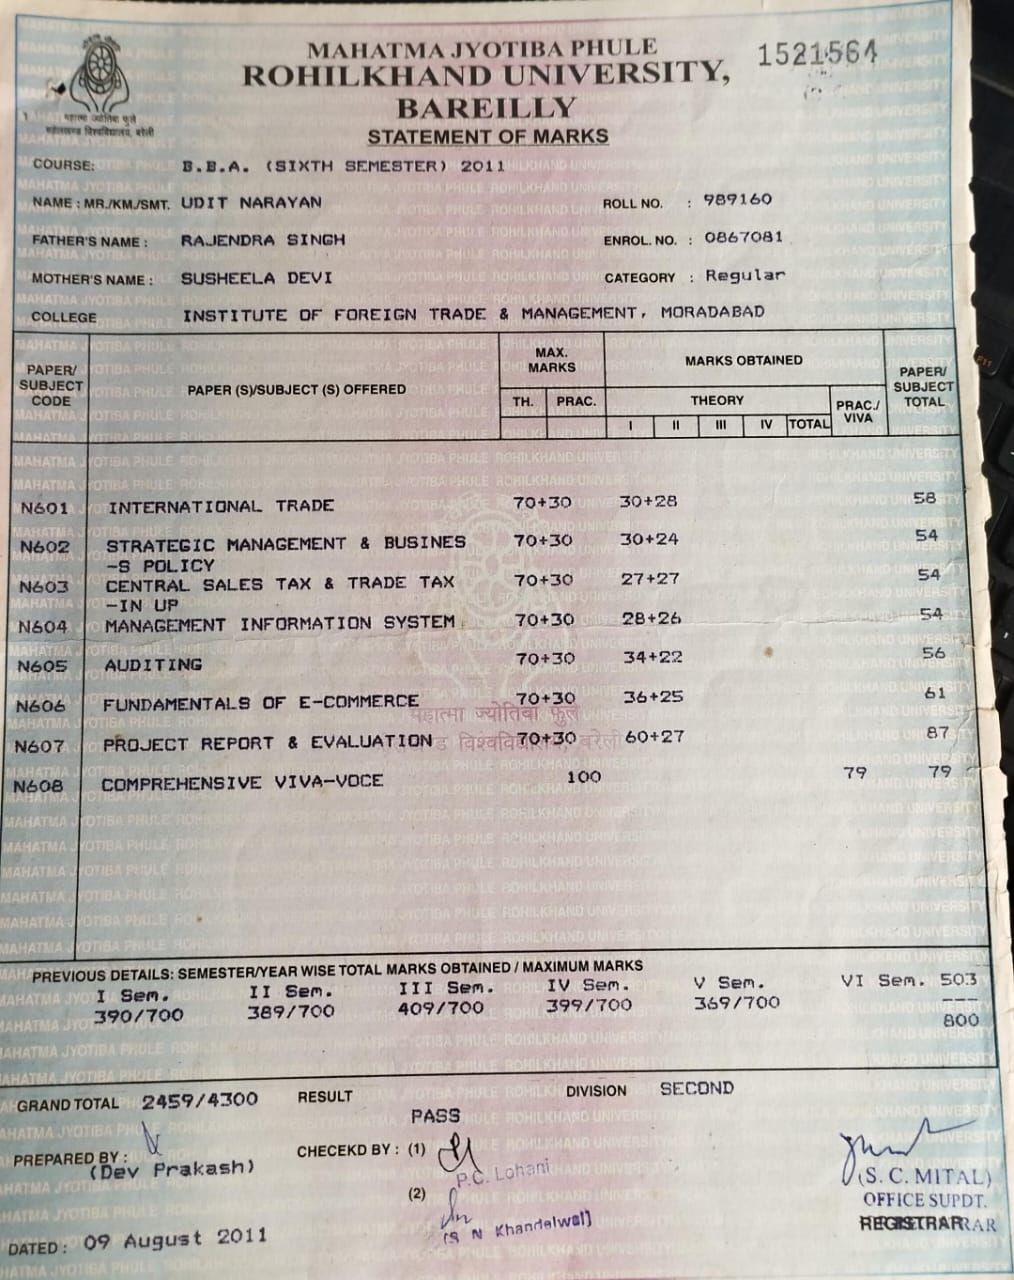 MAHATMA JYOTIBA PHULE
1521564
ROHILKHAND UNIVERSITY,
BAREILLY
महात्मा ज्योतिबा फुले
रूहेलखण्ड विश्वविद्यालय, बरेली
STATEMENT OF MARKS
COURSE: B.B.A. (SIXTH SEMESTER) 2011
NAME : MR./KM./SMT. UDIT NARAYAN ROLL NO. : 989160
FATHER'S NAME : RAJENDRA SINGH ENROL. NO. : 0867081
MOTHER'S NAME : SUSHEELA DEVI CATEGORY : Regular
COLLEGE INSTITUTE OF FOREIGN TRADE & MANAGEMENT, MORADABAD
PAPER/ SUBJECT CODE PAPER (S)/SUBJECT (S) OFFERED MAX. MARKS MARKS OBTAINED PAPER/ SUBJECT TOTAL
TH. PRAC. THEORY PRAC./ VIVA
I II III IV TOTAL
N601 INTERNATIONAL TRADE 70+30 30+28 58
N602 STRATEGIC MANAGEMENT & BUSINES 70+30 30+24 54
-S POLICY
N603 CENTRAL SALES TAX & TRADE TAX 70+30 27+27 54
-IN UP
N604 MANAGEMENT INFORMATION SYSTEM 70+30 28+26 54
N605 AUDITING 70+30 34+22 56
N606 FUNDAMENTALS OF E-COMMERCE 70+30 36+25 61
महात्मा ज्योतिबा फुले
N607 PROJECT REPORT & EVALUATION 70+30 60+27 87
विश्वविद्यालय, बरेली
N608 COMPREHENSIVE VIVA-VOCE 100 79 79
PREVIOUS DETAILS: SEMESTER/YEAR WISE TOTAL MARKS OBTAINED / MAXIMUM MARKS
I Sem. II Sem. III Sem. IV Sem. V Sem. VI Sem. 503
390/700 389/700 409/700 399/700 369/700 ----
800
GRAND TOTAL 2459/4300 RESULT PASS DIVISION SECOND
PREPARED BY : (Dev Prakash) CHECEKD BY : (1) P.C. Lohani
(S. C. MITAL)
(2) (S N Khandelwal)
OFFICE SUPDT.
REGISTRAR
DATED : 09 August 2011